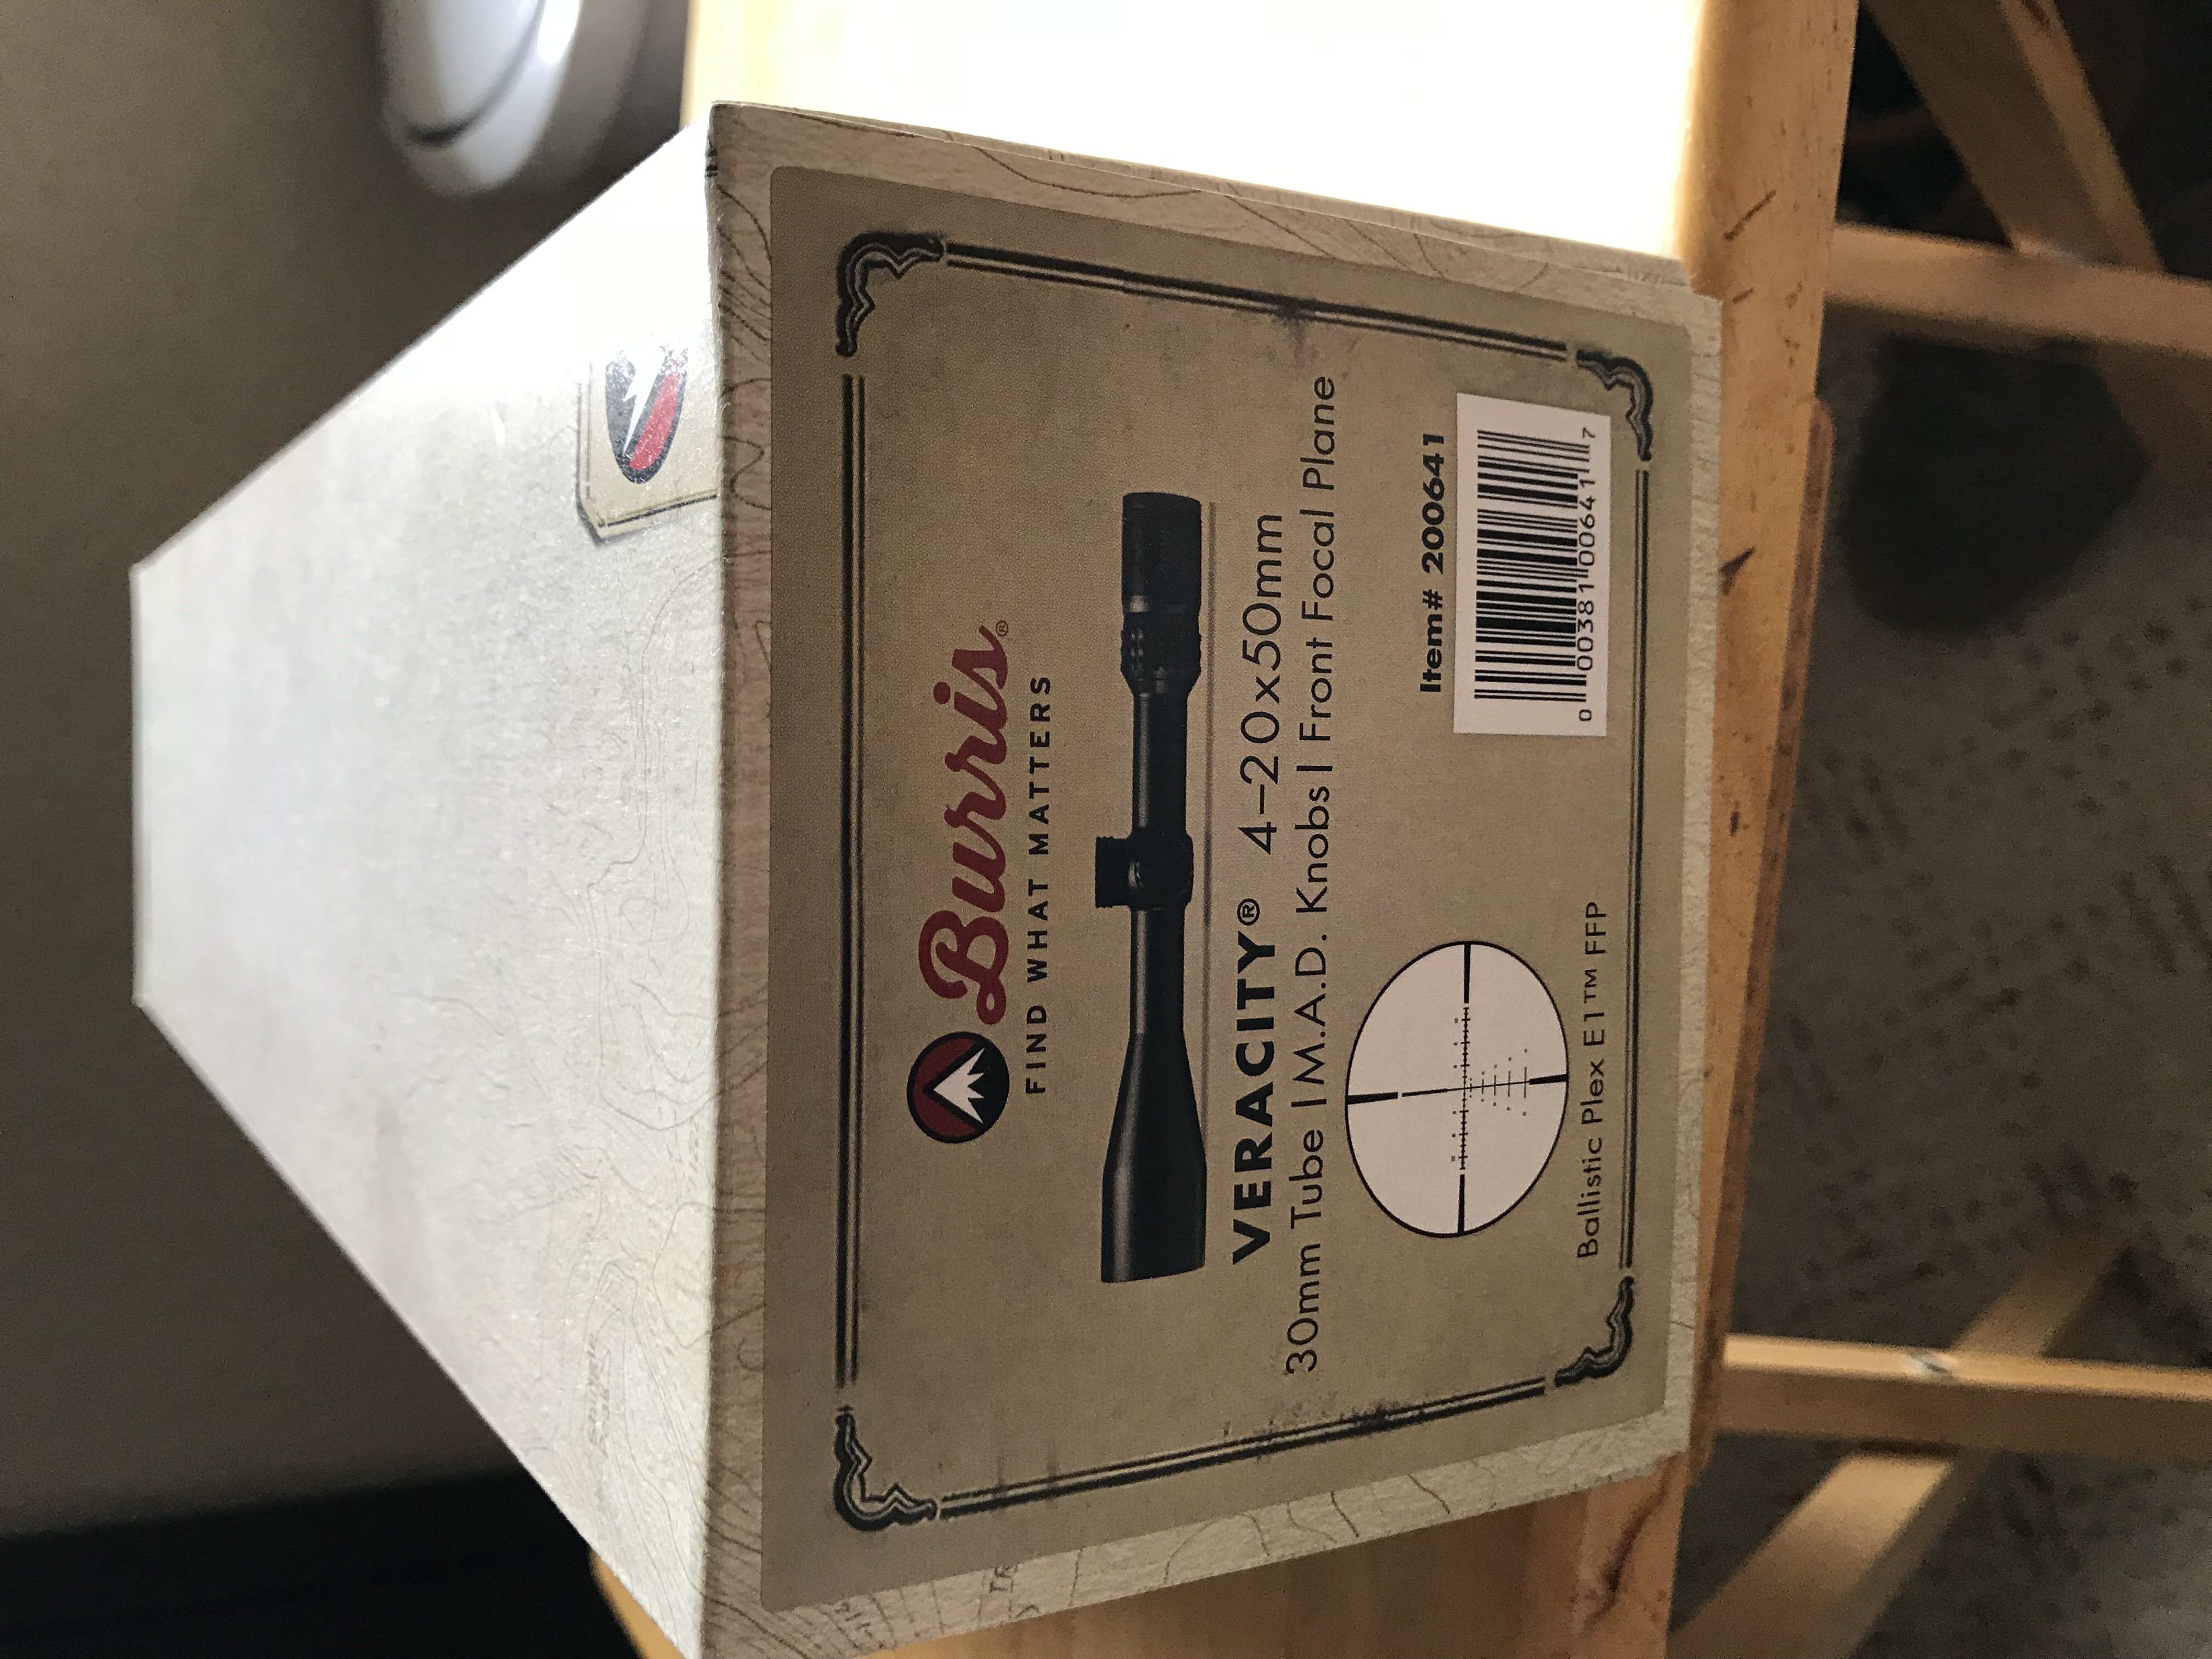 Burris®
FIND WHAT MATTERS
VERACITY® 4–20x50mm
30mm Tube | M.A.D. Knobs | Front Focal Plane
Item# 200641
0 00381 00641 7
Ballistic Plex E1™ FFP